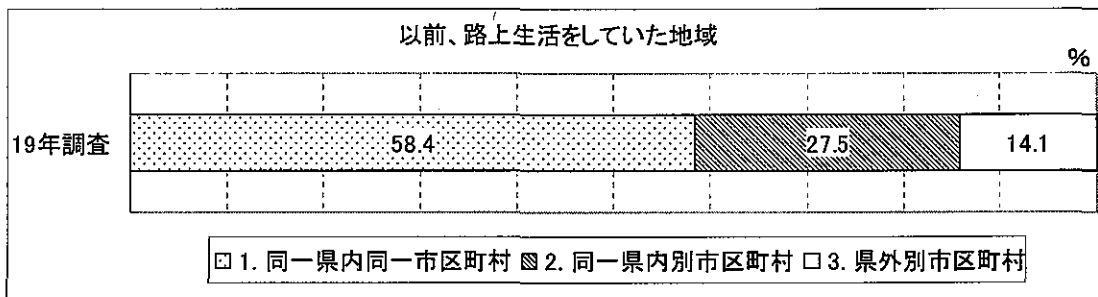 以前、路上生活をしていた地域
%
19年調査
58.4
27.5
14.1
1. 同一県内同一市区町村 2. 同一県内別市区町村 3. 県外別市区町村